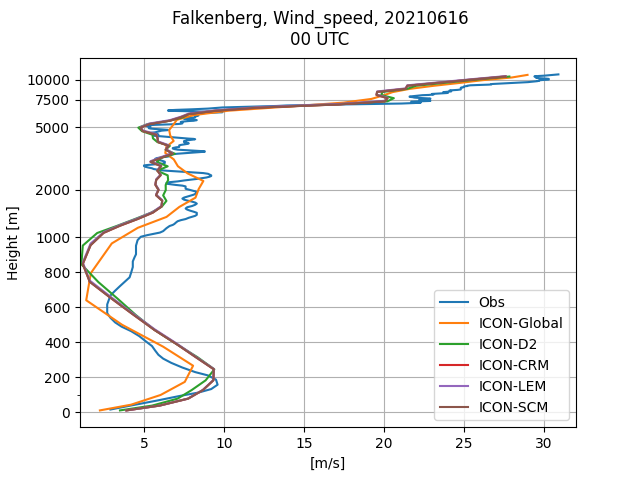 Falkenberg, Wind_speed, 20210616
00 UTC
10000
7500
5000
2000
1000
800
600
400
200
0
Height [m]
Obs
ICON-Global
ICON-D2
ICON-CRM
ICON-LEM
ICON-SCM
5 10 15 20 25 30
[m/s]